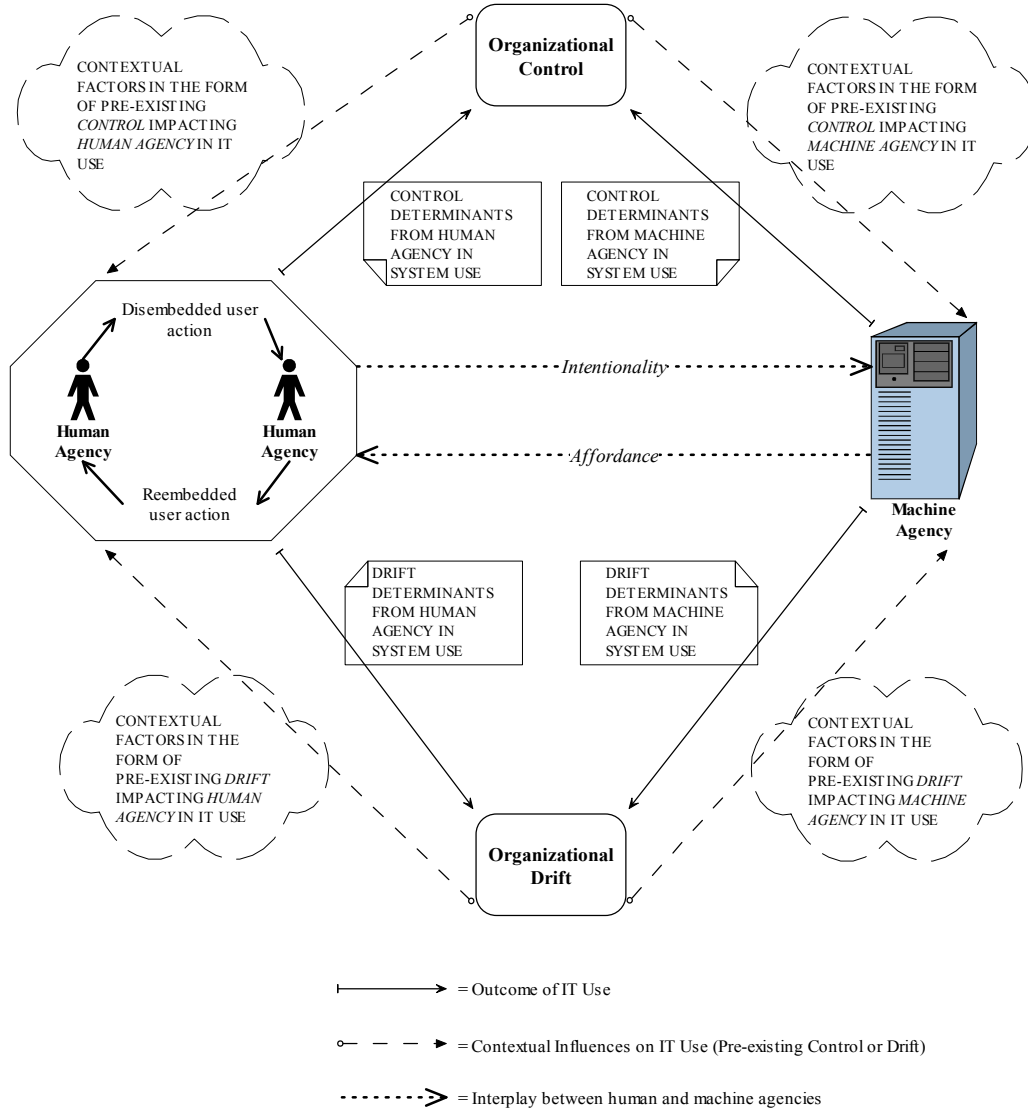 Organizational
Control
CONTEXTUAL
FACTORS IN THE FORM
OF PRE-EXISTING
CONTROL IMPACTING
HUMAN AGENCY IN IT
USE
CONTEXTUAL
FACTORS IN THE FORM
OF PRE-EXISTING
CONTROL IMPACTING
MACHINE AGENCY IN IT
USE
CONTROL
DETERMINANTS
FROM HUMAN
AGENCY IN
SYSTEM USE
CONTROL
DETERMINANTS
FROM MACHINE
AGENCY IN
SYSTEM USE
Disembedded user
action
Human
Agency
Human
Agency
Reembedded
user action
Intentionality
Affordance
Machine
Agency
DRIFT
DETERMINANTS
FROM HUMAN
AGENCY IN
SYSTEM USE
DRIFT
DETERMINANTS
FROM MACHINE
AGENCY IN
SYSTEM USE
CONTEXTUAL
FACTORS IN THE
FORM OF
PRE-EXISTING DRIFT
IMPACTING HUMAN
AGENCY IN IT USE
CONTEXTUAL
FACTORS IN THE
FORM OF
PRE-EXISTING DRIFT
IMPACTING MACHINE
AGENCY IN IT USE
Organizational
Drift
= Outcome of IT Use
= Contextual Influences on IT Use (Pre-existing Control or Drift)
= Interplay between human and machine agencies